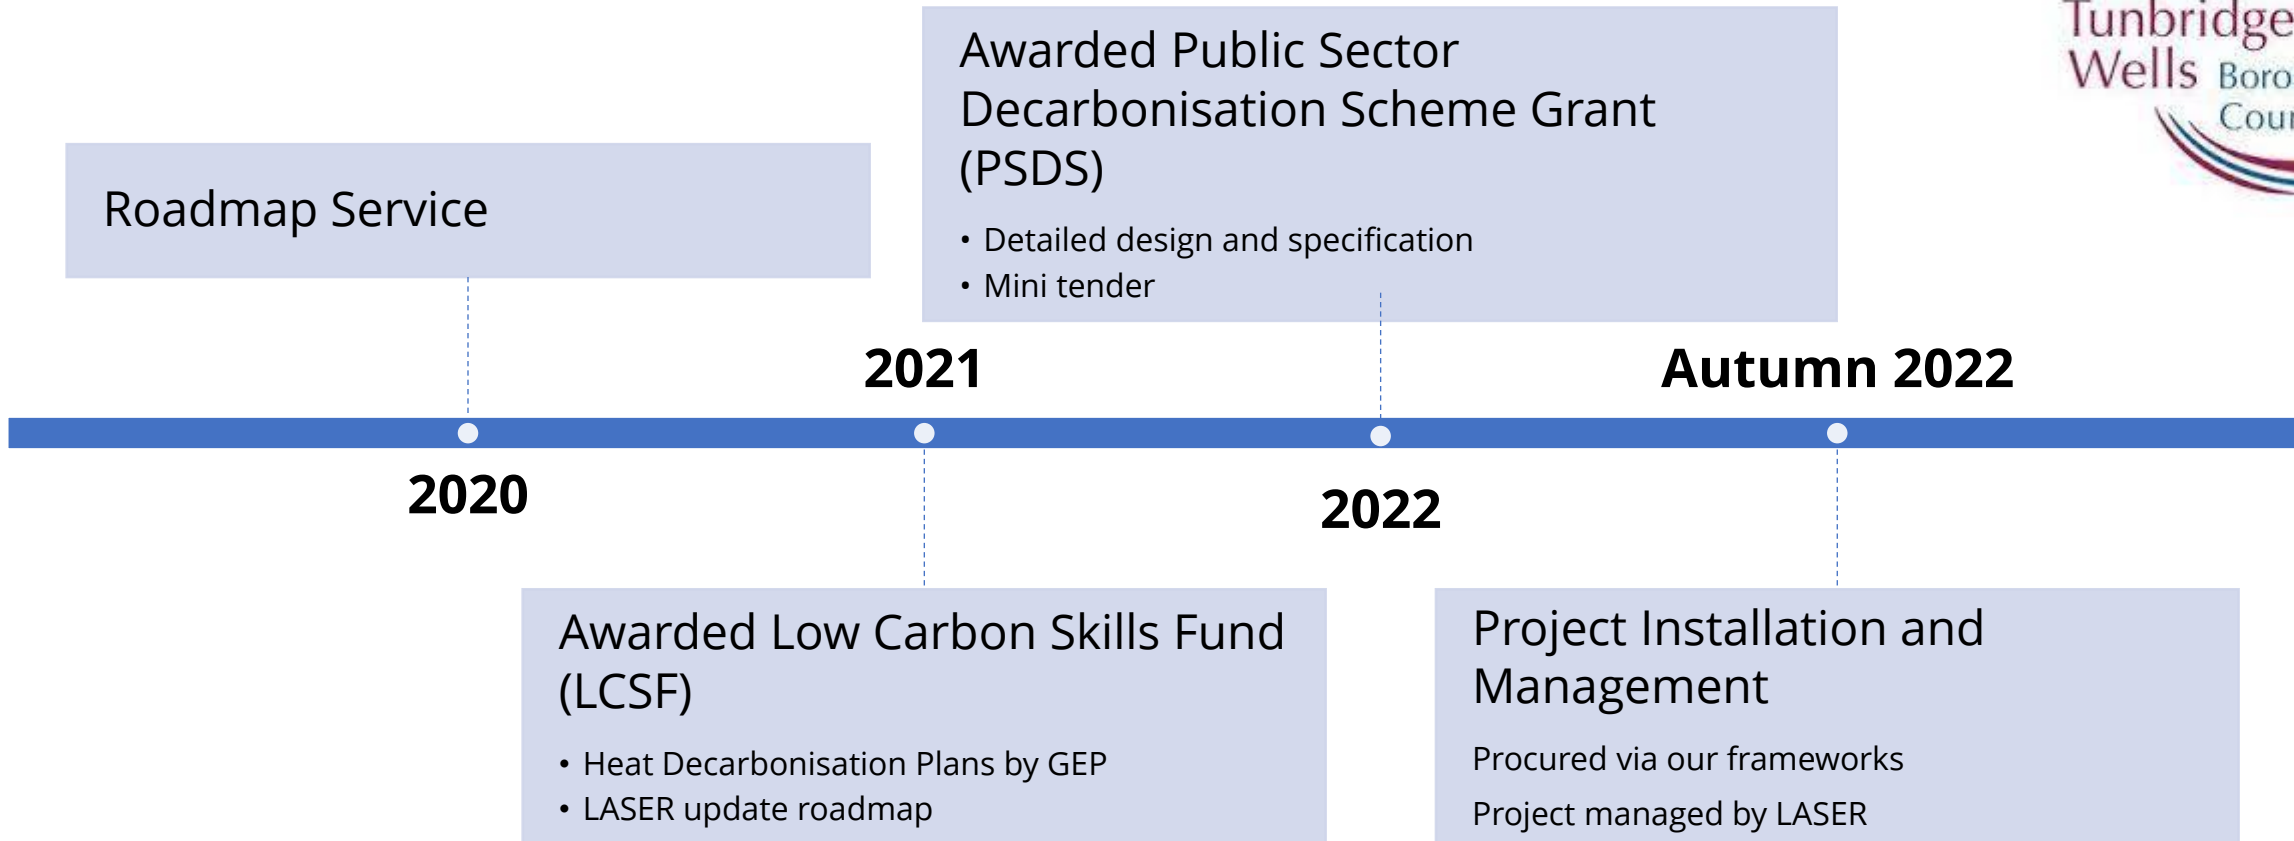 Tunbridge
Wells
Roadmap Service
Awarded Public Sector
Decarbonisation Scheme Grant
(PSDS)
• Detailed design and specification
• Mini tender
2021
Autumn 2022
2020
2022
Awarded Low Carbon Skills Fund
(LCSF)
• Heat Decarbonisation Plans by GEP
• LASER update roadmap
Project Installation and
Management
Procured via our frameworks
Project managed by LASER